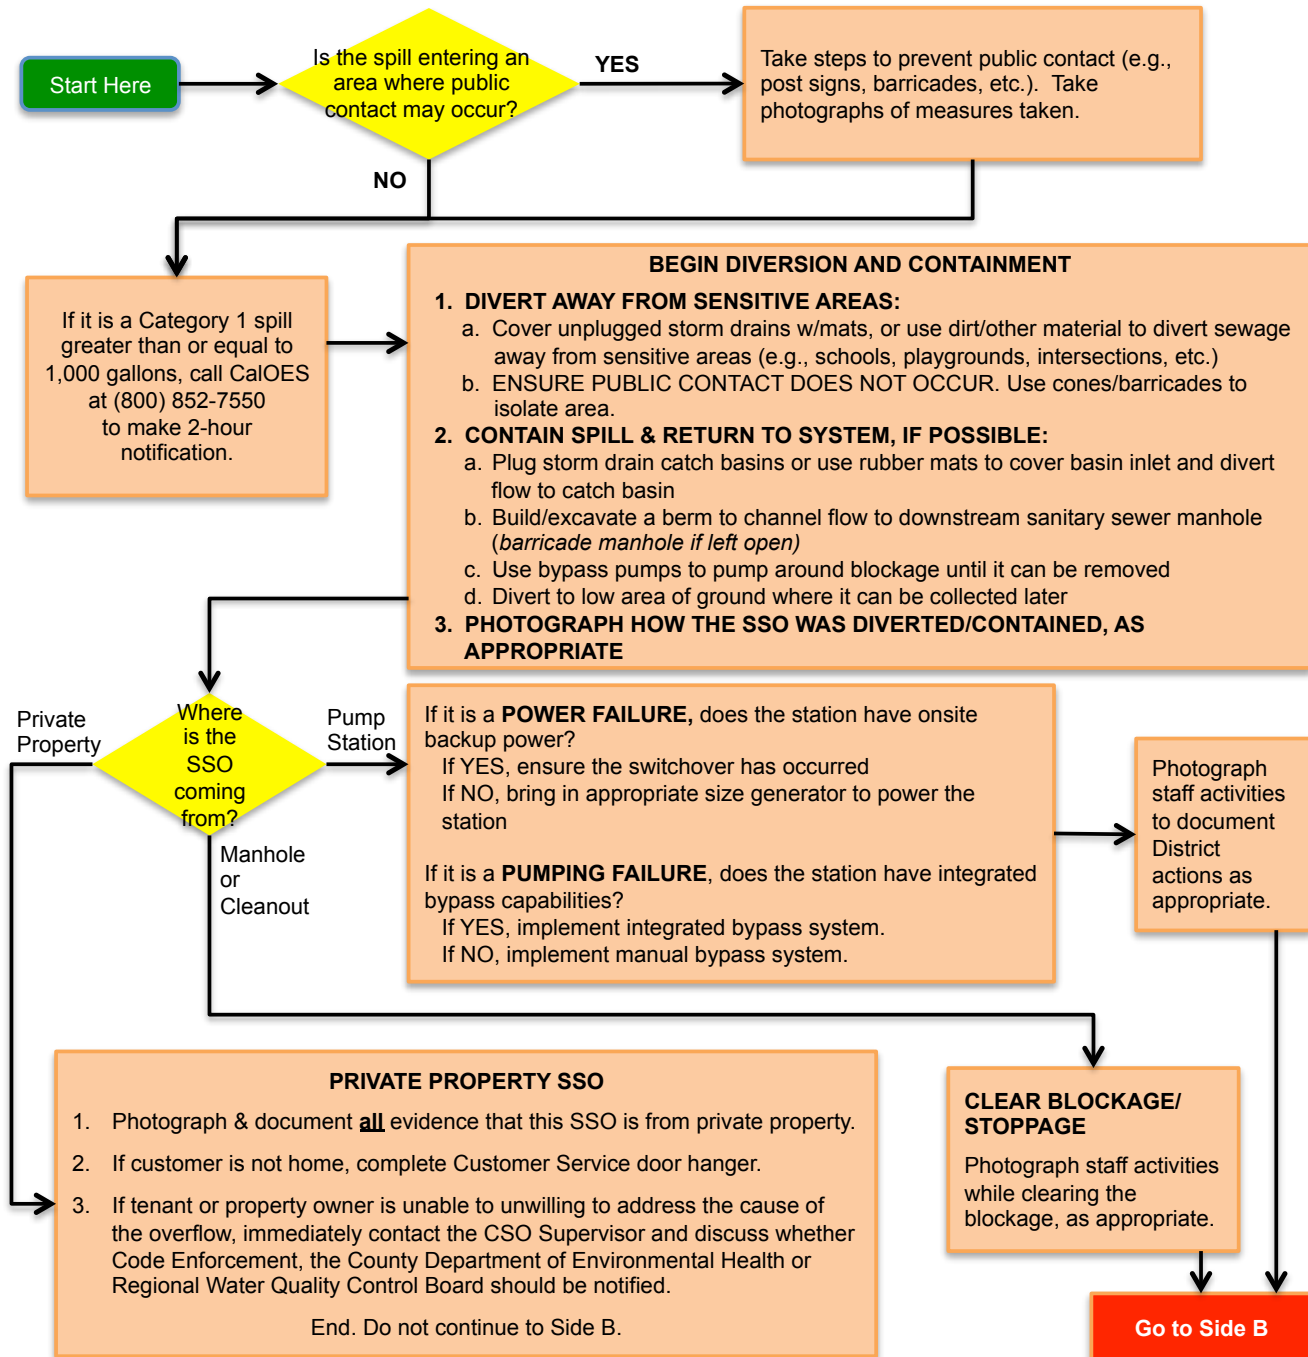 Start Here
Is the spill entering an
area where public
contact may occur?
YES
Take steps to prevent public contact (e.g.,
post signs, barricades, etc.).  Take
photographs of measures taken.
NO
If it is a Category 1 spill
greater than or equal to
1,000 gallons, call CalOES
at (800) 852-7550
to make 2-hour
notification.
BEGIN DIVERSION AND CONTAINMENT
1. DIVERT AWAY FROM SENSITIVE AREAS:
a. Cover unplugged storm drains w/mats, or use dirt/other material to divert sewage
away from sensitive areas (e.g., schools, playgrounds, intersections, etc.)
b. ENSURE PUBLIC CONTACT DOES NOT OCCUR. Use cones/barricades to
isolate area.
2. CONTAIN SPILL & RETURN TO SYSTEM, IF POSSIBLE:
a. Plug storm drain catch basins or use rubber mats to cover basin inlet and divert
flow to catch basin
b. Build/excavate a berm to channel flow to downstream sanitary sewer manhole
(barricade manhole if left open)
c. Use bypass pumps to pump around blockage until it can be removed
d. Divert to low area of ground where it can be collected later
3. PHOTOGRAPH HOW THE SSO WAS DIVERTED/CONTAINED, AS
APPROPRIATE
Private
Property
Where
is the
SSO
coming
from?
Pump
Station
Manhole
or
Cleanout
If it is a POWER FAILURE, does the station have onsite
backup power?
If YES, ensure the switchover has occurred
If NO, bring in appropriate size generator to power the
station
If it is a PUMPING FAILURE, does the station have integrated
bypass capabilities?
If YES, implement integrated bypass system.
If NO, implement manual bypass system.
Photograph
staff activities
to document
District
actions as
appropriate.
PRIVATE PROPERTY SSO
1. Photograph & document all evidence that this SSO is from private property.
2. If customer is not home, complete Customer Service door hanger.
3. If tenant or property owner is unable to unwilling to address the cause of
the overflow, immediately contact the CSO Supervisor and discuss whether
Code Enforcement, the County Department of Environmental Health or
Regional Water Quality Control Board should be notified.
End. Do not continue to Side B.
CLEAR BLOCKAGE/
STOPPAGE
Photograph staff activities
while clearing the
blockage, as appropriate.
Go to Side B